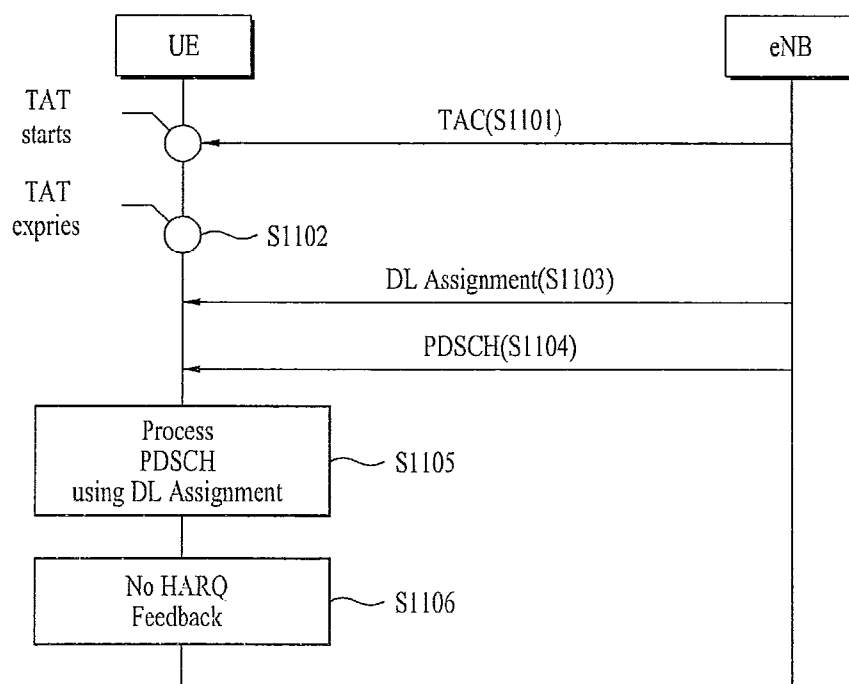 UE
eNB
TAT
starts
TAC(S1101)
TAT
expries
S1102
DL Assignment(S1103)
PDSCH(S1104)
Process
PDSCH
using DL Assignment
S1105
No HARQ
Feedback
S1106